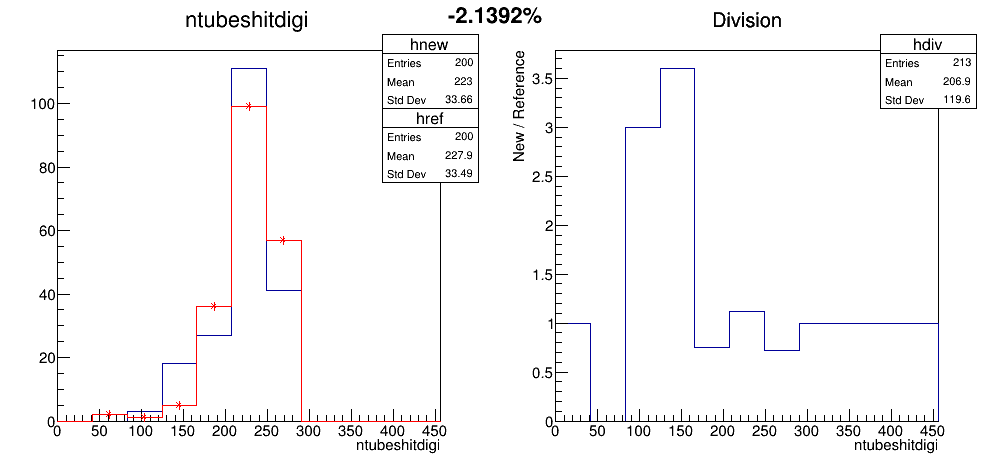 -2.1392%
ntubeshitdigi
hnew
Entries 200
Mean 223
Std Dev 33.66
href
Entries 200
Mean 227.9
Std Dev 33.49
100
80
60
40
20
0
0 50 100 150 200 250 300 350 400 450
ntubeshitdigi
Division
hdiv
Entries 213
Mean 206.9
Std Dev 119.6
New / Reference
3.5
3
2.5
2
1.5
1
0.5
0
0 50 100 150 200 250 300 350 400 450
ntubeshitdigi